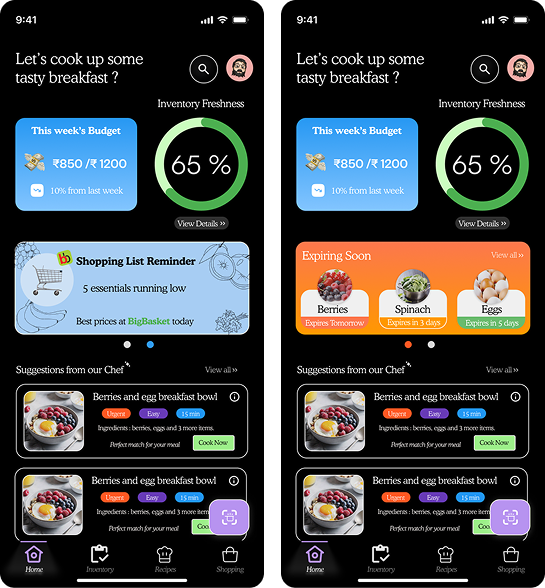 9:41
Let's cook up some
tasty breakfast ?
Inventory Freshness
This week's Budget
₹850 /₹ 1200
10% from last week
65 %
View Details >>
bb
Shopping List Reminder
5 essentials running low
Best prices at BigBasket today
Suggestions from our Chef
View all >>
Berries and egg breakfast bowl
Urgent
Easy
15 min
Ingredients : berries, eggs and 3 more items.
Perfect match for your meal
Cook Now
Berries and egg breakfast bowl
Urgent
Easy
15 min
Ingredients : berries, eggs and 3 more item
Perfect match for your meal
Coo
Home
Inventory
Recipes
Shopping
9:41
Let's cook up some
tasty breakfast ?
Inventory Freshness
This week's Budget
₹850 /₹ 1200
10% from last week
65 %
View Details >>
Expiring Soon
View all >>
Berries
Expires Tomorrow
Spinach
Expires in 3 days
Eggs
Expires in 5 days
Suggestions from our Chef
View all >>
Berries and egg breakfast bowl
Urgent
Easy
15 min
Ingredients : berries, eggs and 3 more items.
Perfect match for your meal
Cook Now
Berries and egg breakfast bowl
Urgent
Easy
15 min
Ingredients : berries, eggs and 3 more item
Perfect match for your meal
Coo
Home
Inventory
Recipes
Shopping